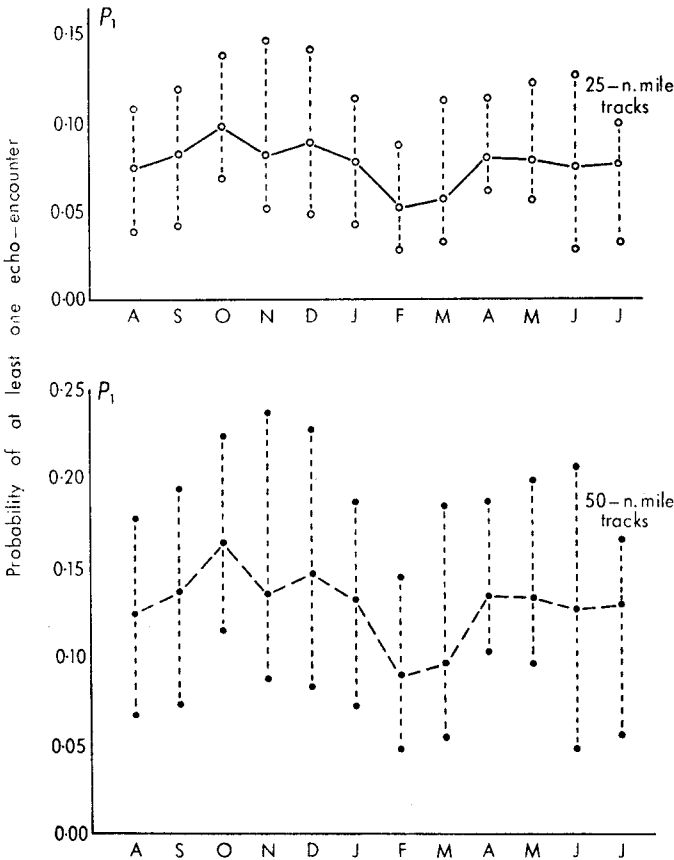 P₁
0·15
0·10
0·05
0·00
25–n.mile
tracks
A S O N D J F M A M J J
Probability of at least one echo–encounter
0·25
P₁
0·20
0·15
0·10
0·05
0·00
50–n.mile
tracks
A S O N D J F M A M J J